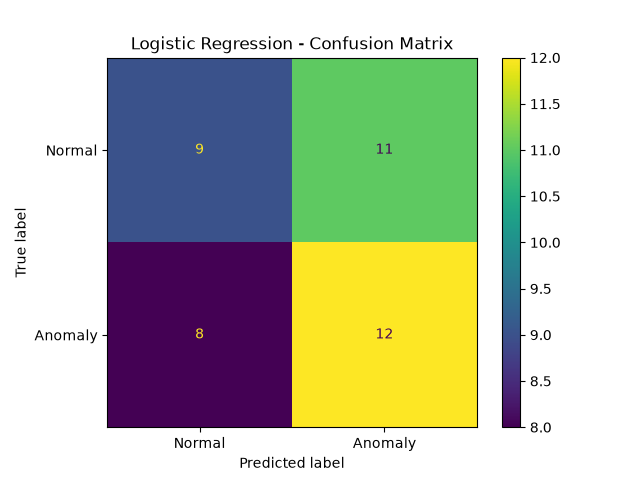 Logistic Regression - Confusion Matrix
True label
Normal
Anomaly
9
11
8
12
Normal
Anomaly
Predicted label
12.0
11.5
11.0
10.5
10.0
9.5
9.0
8.5
8.0